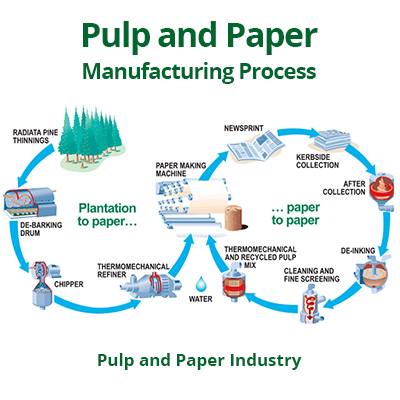 Pulp and Paper
Manufacturing Process
RADIATA PINE
THINNINGS
NEWSPRINT
KERBSIDE
COLLECTION
PAPER MAKING
MACHINE
AFTER
COLLECTION
Plantation
to paper...
... paper
to paper
DE-BARKING
DRUM
DE-INKING
THERMOMECHANICAL
AND RECYCLED PULP
MIX
THERMOMECHANICAL
REFINER
CLEANING AND
FINE SCREENING
CHIPPER
WATER
Pulp and Paper Industry